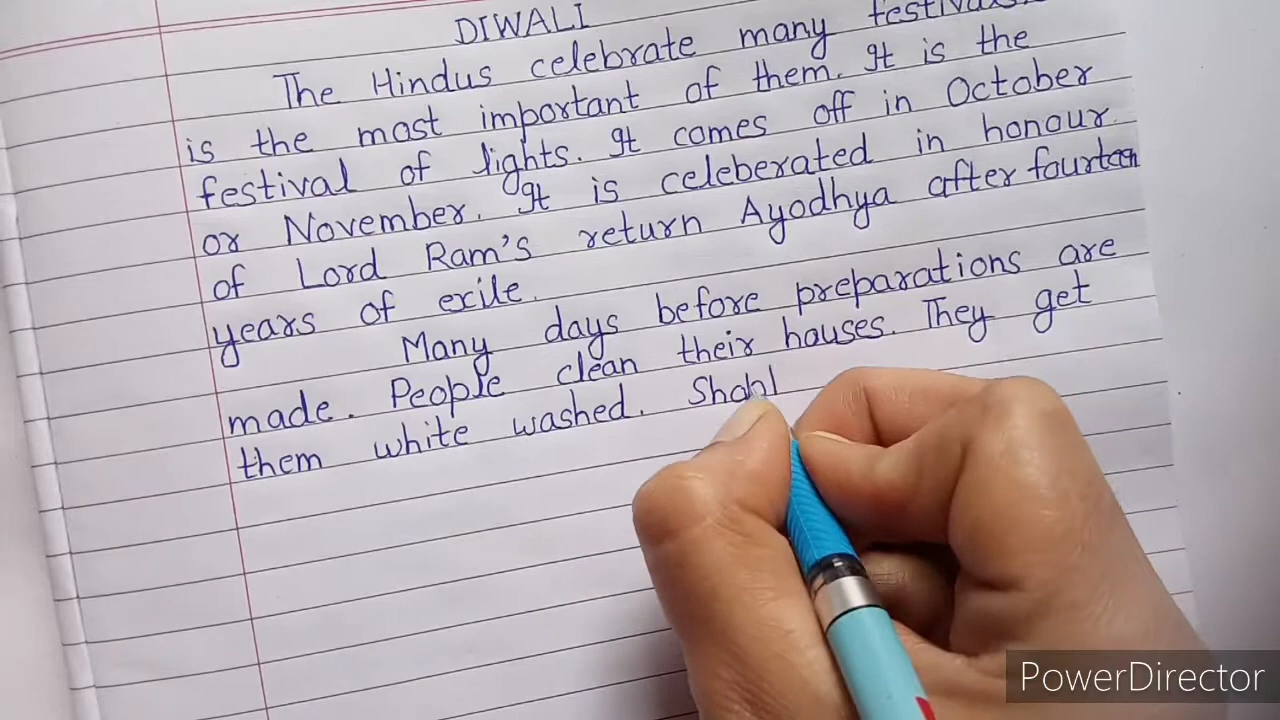 DIWALI
The Hindus celebrate many festivals.
is the most important of them. It is the
festival of lights. It comes off in October
or November. It is celeberated in honour
of Lord Ram's return Ayodhya after fourteen
years of exile.
Many days before preparations are
made. People clean their houses. They get
them white washed.
PowerDirector